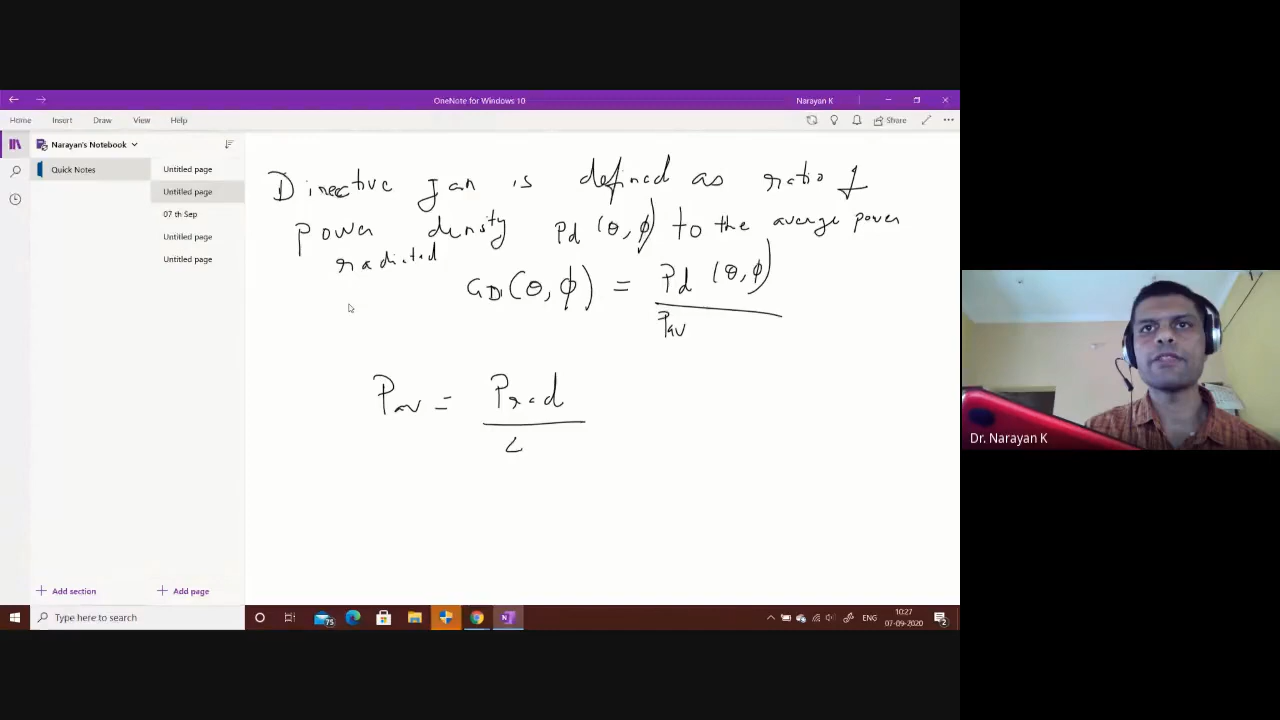 OneNote for Windows 10
Narayan K
Home Insert Draw View Help
Share
Narayan's Notebook
Quick Notes
Untitled page
Untitled page
07 th Sep
Untitled page
Untitled page
Directive gan is defined as ratio of
power density Pd (θ, φ) to the average power
radiated
GD(θ, φ) = Pd (θ, φ)
Pav
Pav = Prad
Add section
Add page
Dr. Narayan K
Type here to search
75
ENG
10:27
07-09-2020
2